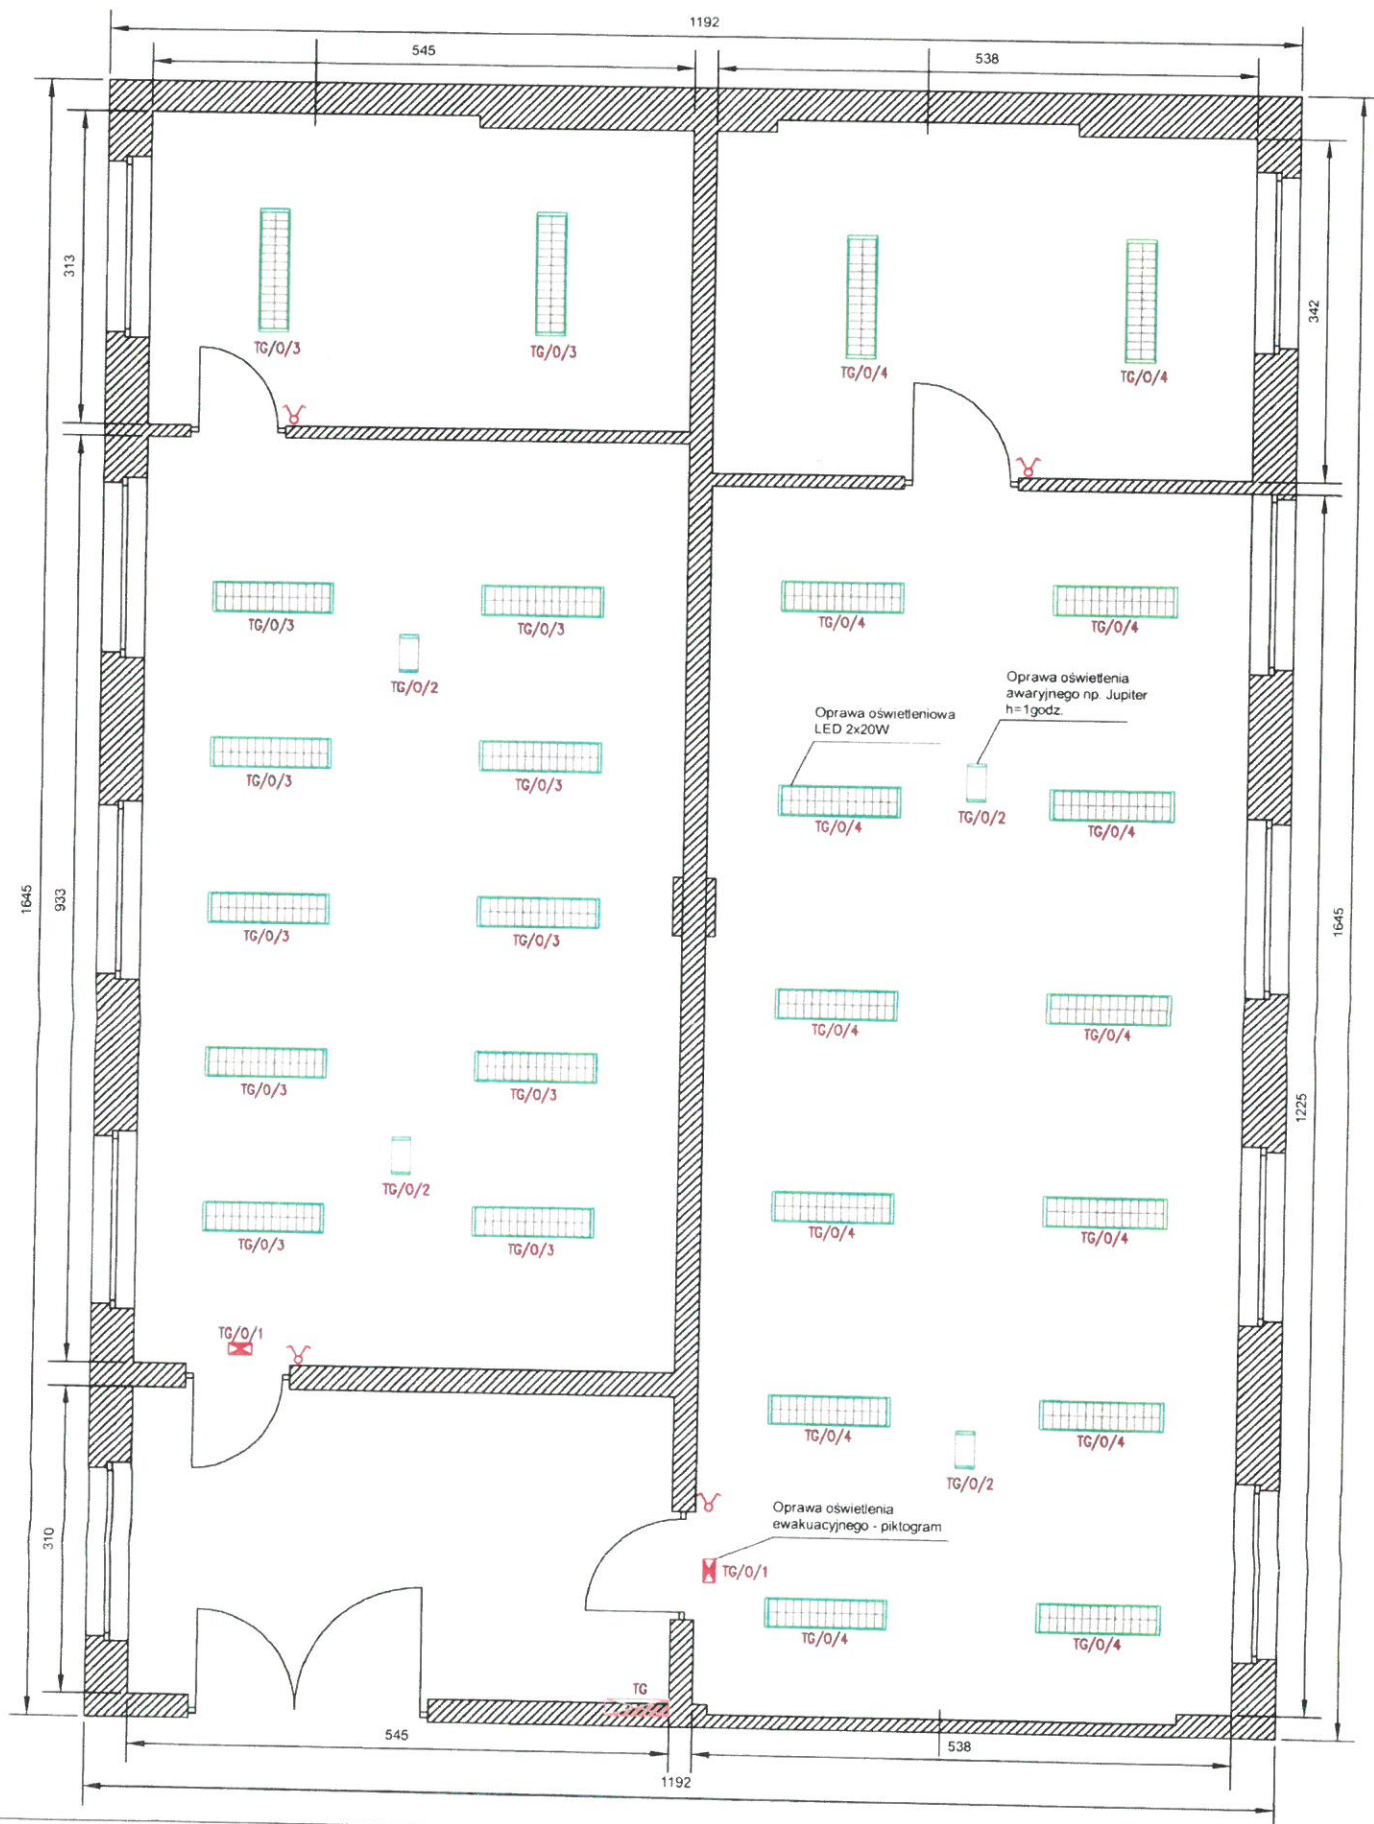 1192
545
538
313
342
TG/0/3
TG/0/3
TG/0/4
TG/0/4
TG/0/3
TG/0/3
TG/0/4
TG/0/4
TG/0/2
Oprawa oświetlenia
awaryjnego np. Jupiter
h=1godz.
Oprawa oświetleniowa
LED 2x20W
TG/0/3
TG/0/3
TG/0/4
TG/0/2
TG/0/4
1645
933
1645
TG/0/3
TG/0/3
TG/0/4
TG/0/4
TG/0/3
TG/0/3
1225
TG/0/2
TG/0/3
TG/0/3
TG/0/4
TG/0/4
TG/0/1
TG/0/4
TG/0/4
TG/0/2
310
Oprawa oświetlenia
ewakuacyjnego - piktogram
TG/0/1
TG/0/4
TG/0/4
TG
545
538
1192